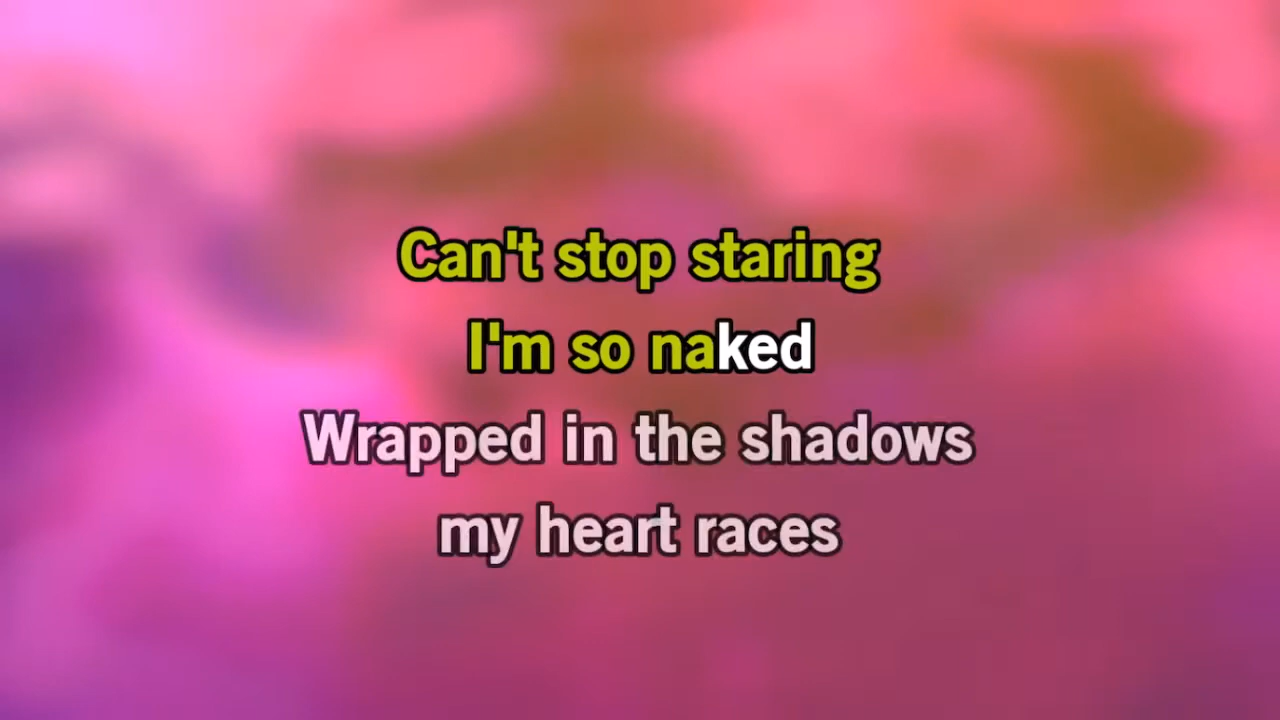 Can't stop staring
I'm so naked
Wrapped in the shadows
my heart races